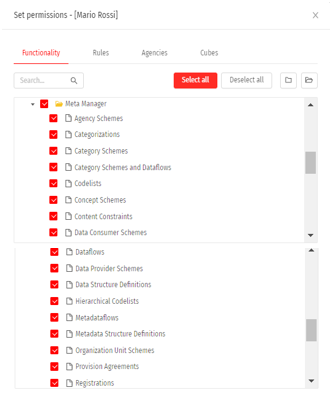 Set permissions - [Mario Rossi]
Functionality Rules Agencies Cubes
Search... Select all Deselect all
Meta Manager
Agency Schemes
Categorizations
Category Schemes
Category Schemes and Dataflows
Codelists
Concept Schemes
Content Constraints
Data Consumer Schemes
Dataflows
Data Provider Schemes
Data Structure Definitions
Hierarchical Codelists
Metadataflows
Metadata Structure Definitions
Organization Unit Schemes
Provision Agreements
Registrations